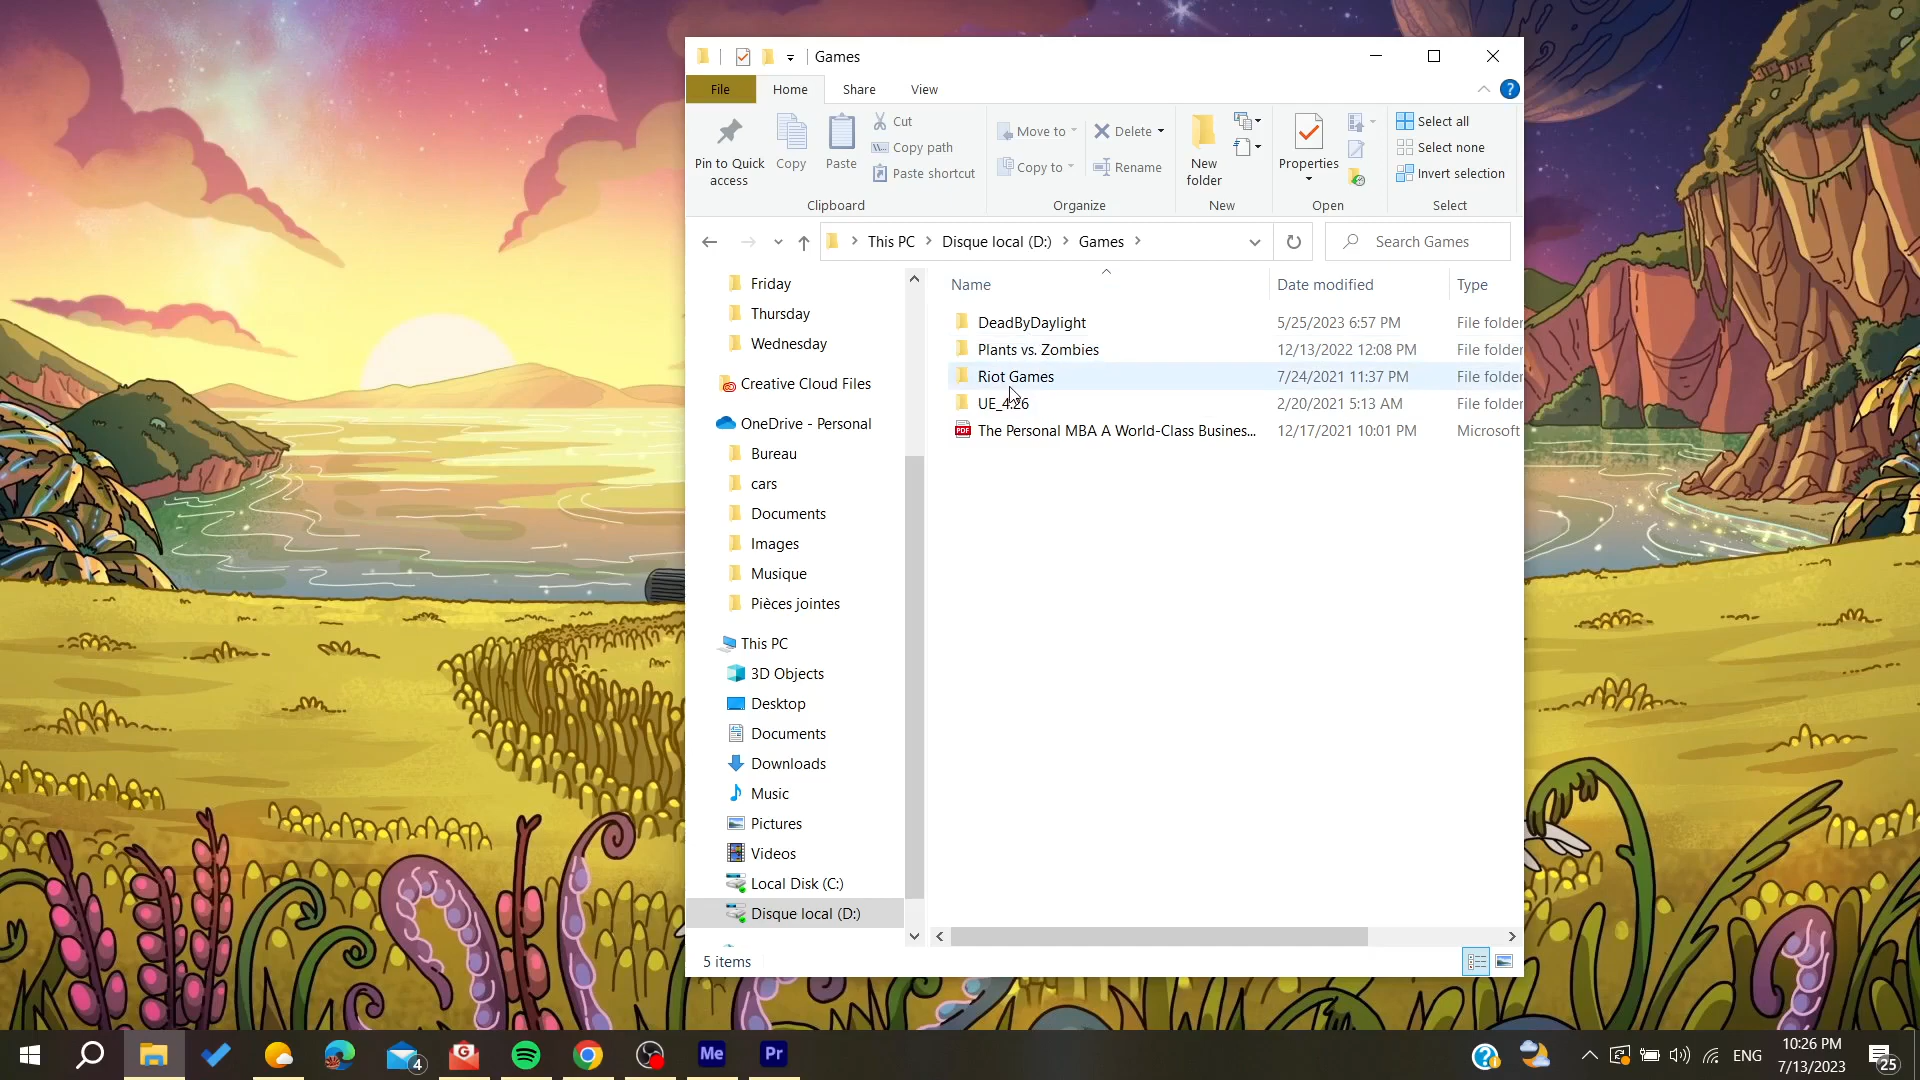 Games
File Home Share View
Pin to Quick access
Copy
Paste
Cut
Copy path
Paste shortcut
Clipboard
Move to
Copy to
Delete
Rename
Organize
New folder
New
Properties
Open
Select all
Select none
Invert selection
Select
This PC > Disque local (D:) > Games >
Search Games
Friday
Thursday
Wednesday
Creative Cloud Files
OneDrive - Personal
Bureau
cars
Documents
Images
Musique
Pièces jointes
This PC
3D Objects
Desktop
Documents
Downloads
Music
Pictures
Videos
Local Disk (C:)
Disque local (D:)
Name Date modified Type
DeadByDaylight 5/25/2023 6:57 PM File folder
Plants vs. Zombies 12/13/2022 12:08 PM File folder
Riot Games 7/24/2021 11:37 PM File folder
UE_4.26 2/20/2021 5:13 AM File folder
The Personal MBA A World-Class Busines... 12/17/2021 10:01 PM Microsoft
5 items
4
Me
Pr
ENG
10:26 PM
7/13/2023
25